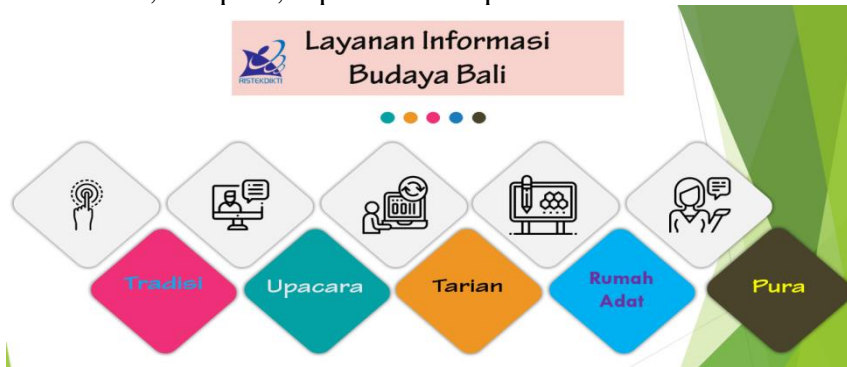 Layanan Informasi
Budaya Bali
RISTEKDIKTI
Tradisi
Upacara
Tarian
Rumah
Adat
Pura